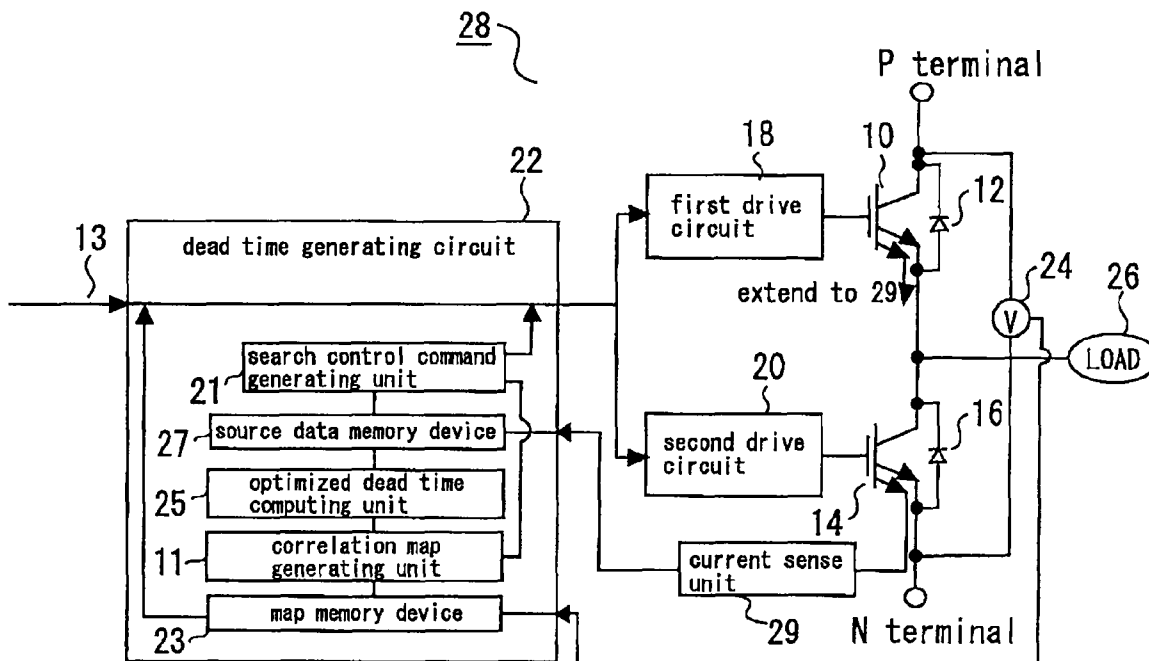 28
P terminal
22
18
10
first drive
circuit
12
13
dead time generating circuit
24
26
extend to 29
V
LOAD
search control command
generating unit
21
20
source data memory device
27
second drive
circuit
16
optimized dead time
computing unit
25
14
correlation map
generating unit
11
current sense
unit
map memory device
23
29
N terminal